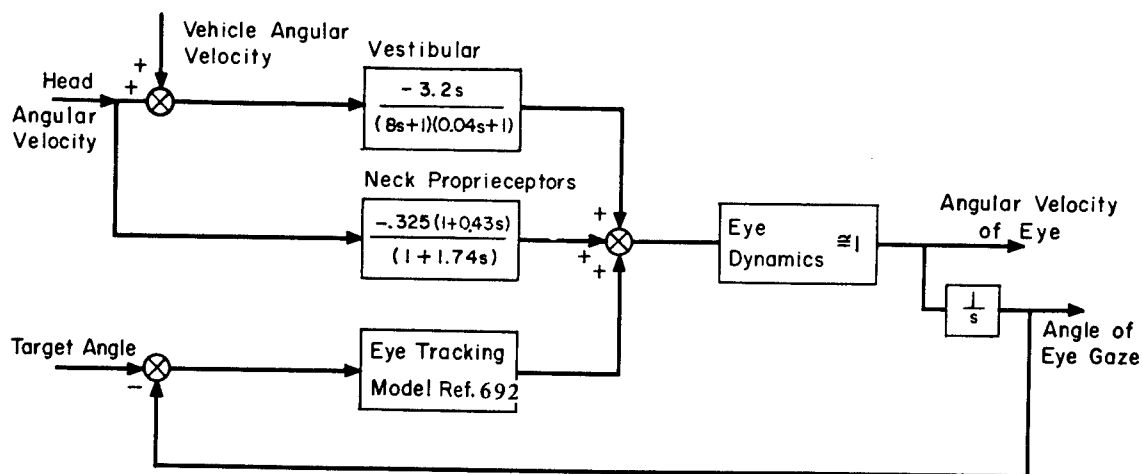 Vehicle Angular
Velocity
+
+
Head
Angular
Velocity
Vestibular
- 3.2s
(8s+1)(0.04s+1)
Neck Proprieceptors
-.325(1+0.43s)
(1+1.74s)
+
+
+
Eye
Dynamics ≅1
Angular Velocity
of Eye
1
s
Angle of
Eye Gaze
Target Angle
-
Eye Tracking
Model Ref. 692